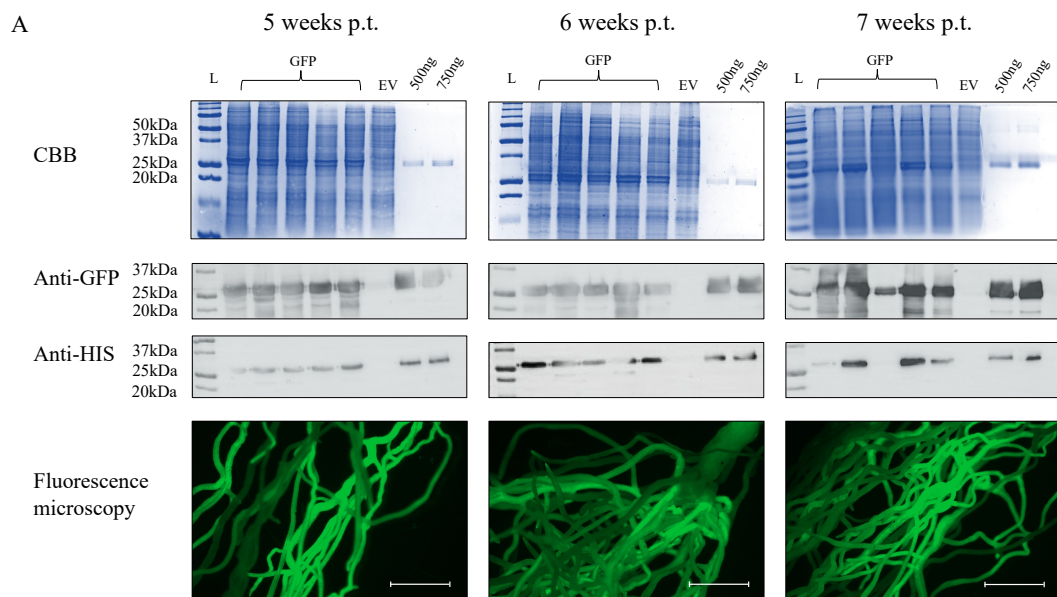 A
5 weeks p.t.
6 weeks p.t.
7 weeks p.t.
L
GFP
EV
500ng
750ng
L
GFP
EV
500ng
750ng
L
GFP
EV
500ng
750ng
CBB
50kDa
37kDa
25kDa
20kDa
Anti-GFP
37kDa
25kDa
20kDa
Anti-HIS
37kDa
25kDa
20kDa
Fluorescence
microscopy